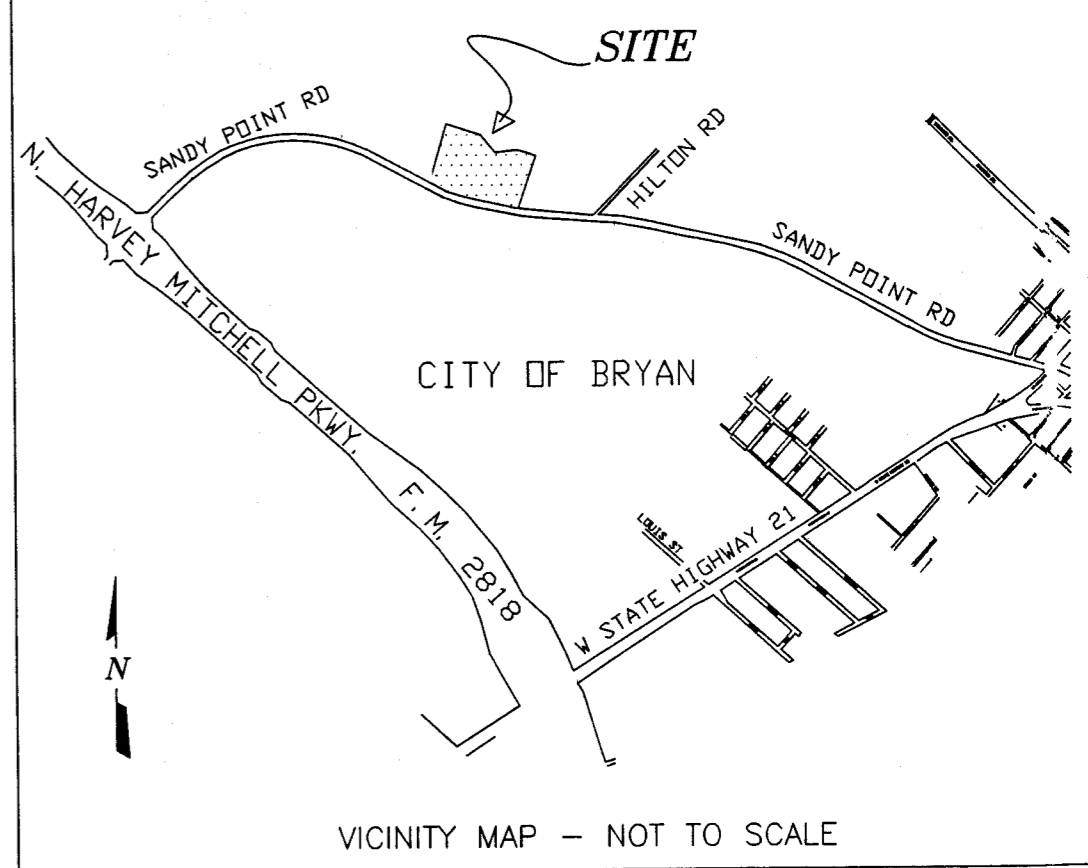 SITE
SANDY POINT RD
HILTON RD
N. HARVEY MITCHELL PKWY.
SANDY POINT RD
CITY OF BRYAN
F. M. 2818
LOUIS ST
W STATE HIGHWAY 21
N
VICINITY MAP – NOT TO SCALE